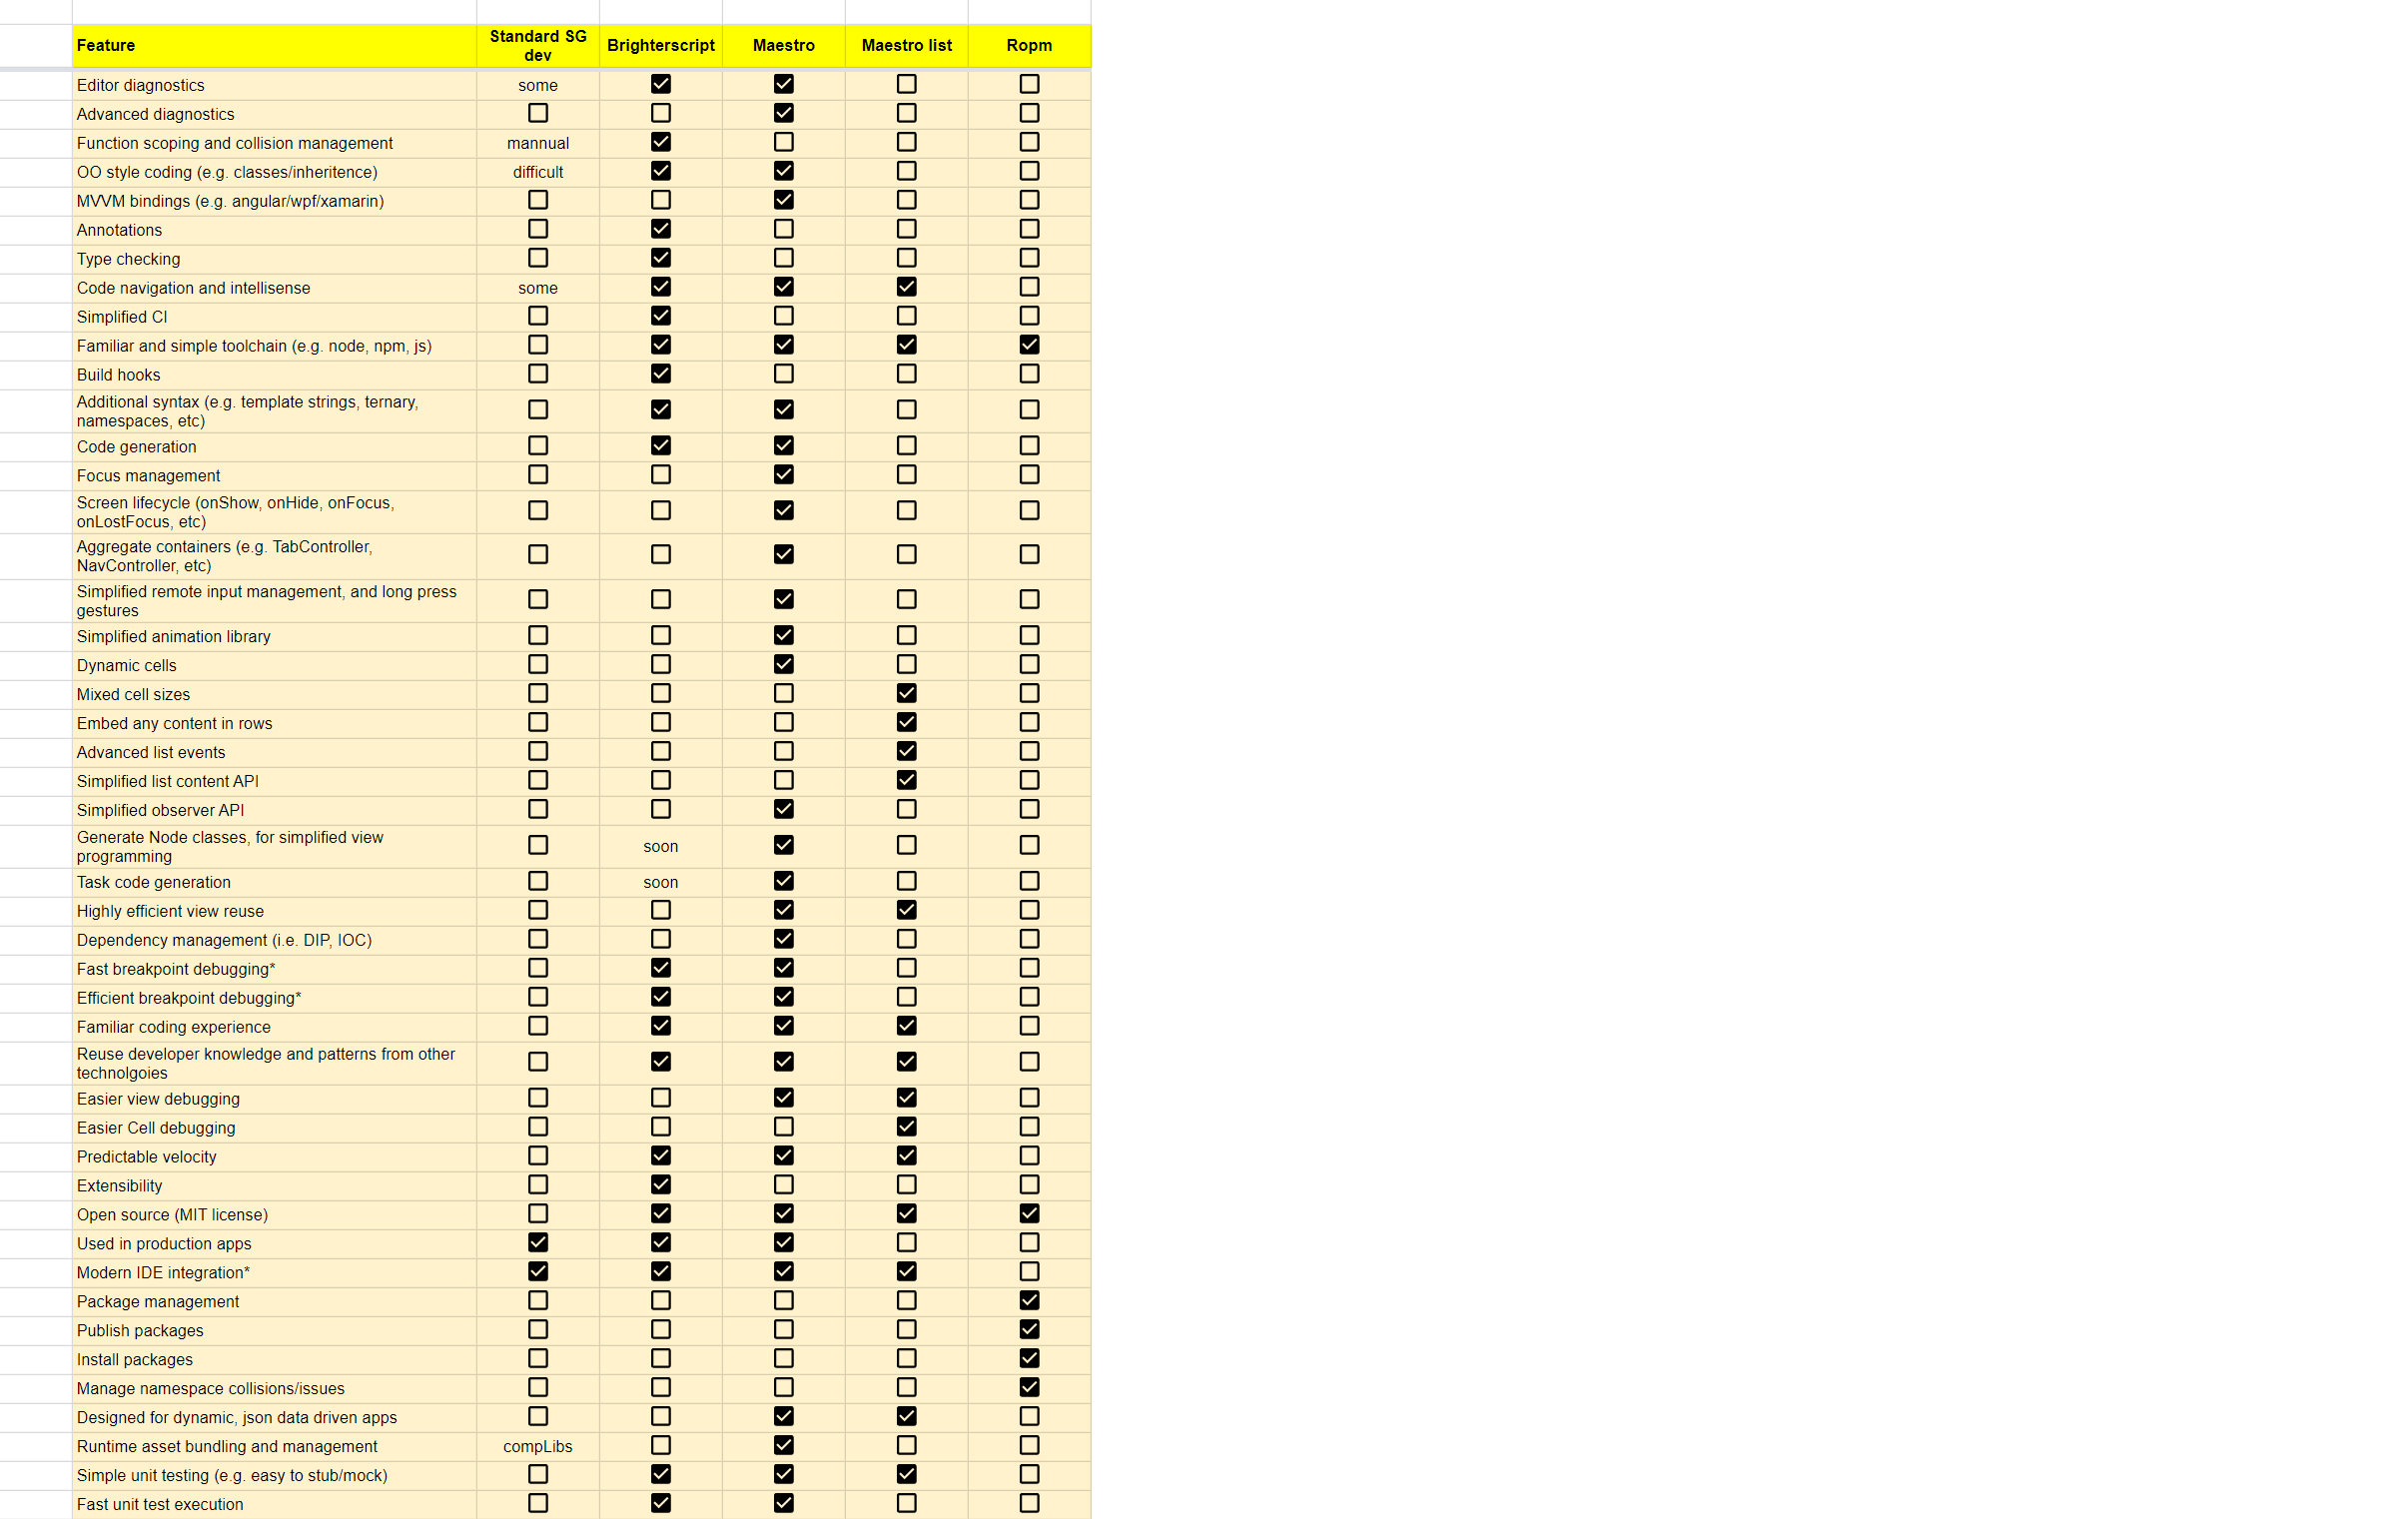 Feature Standard SG dev Brighterscript Maestro Maestro list Ropm
Editor diagnostics some
Advanced diagnostics
Function scoping and collision management mannual
OO style coding (e.g. classes/inheritence) difficult
MVVM bindings (e.g. angular/wpf/xamarin)
Annotations
Type checking
Code navigation and intellisense some
Simplified CI
Familiar and simple toolchain (e.g. node, npm, js)
Build hooks
Additional syntax (e.g. template strings, ternary,
namespaces, etc)
Code generation
Focus management
Screen lifecycle (onShow, onHide, onFocus,
onLostFocus, etc)
Aggregate containers (e.g. TabController,
NavController, etc)
Simplified remote input management, and long press
gestures
Simplified animation library
Dynamic cells
Mixed cell sizes
Embed any content in rows
Advanced list events
Simplified list content API
Simplified observer API
Generate Node classes, for simplified view
programming soon
Task code generation soon
Highly efficient view reuse
Dependency management (i.e. DIP, IOC)
Fast breakpoint debugging*
Efficient breakpoint debugging*
Familiar coding experience
Reuse developer knowledge and patterns from other
technolgoies
Easier view debugging
Easier Cell debugging
Predictable velocity
Extensibility
Open source (MIT license)
Used in production apps
Modern IDE integration*
Package management
Publish packages
Install packages
Manage namespace collisions/issues
Designed for dynamic, json data driven apps
Runtime asset bundling and management compLibs
Simple unit testing (e.g. easy to stub/mock)
Fast unit test execution